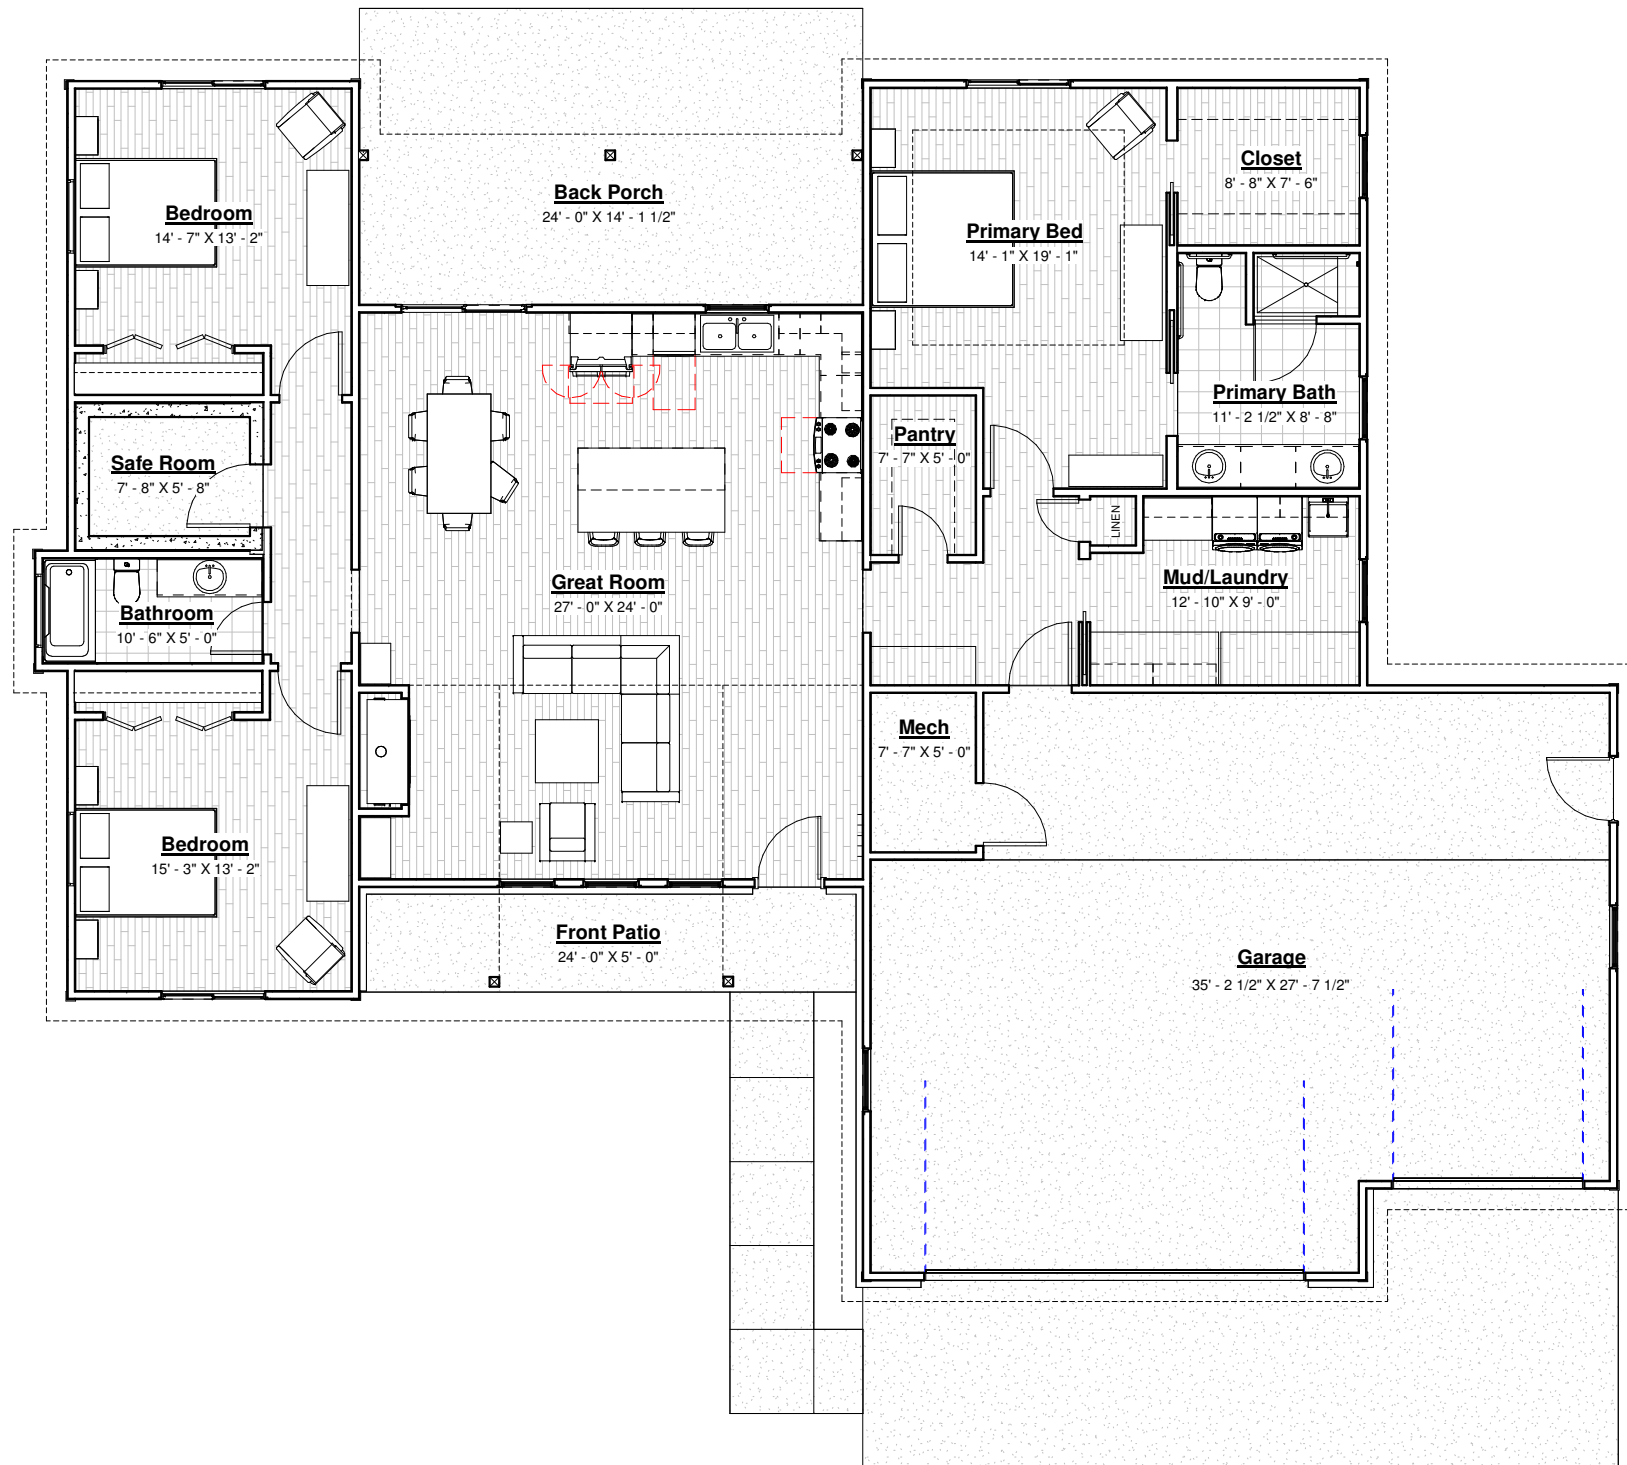 Back Porch
24' - 0" X 14' - 1 1/2"
Bedroom
14' - 7" X 13' - 2"
Closet
8' - 8" X 7' - 6"
Primary Bed
14' - 1" X 19' - 1"
Primary Bath
11' - 2 1/2" X 8' - 8"
Pantry
7' - 7" X 5' - 0"
Safe Room
7' - 8" X 5' - 8"
LINEN
Great Room
27' - 0" X 24' - 0"
Mud/Laundry
12' - 10" X 9' - 0"
Bathroom
10' - 6" X 5' - 0"
Mech
7' - 7" X 5' - 0"
Bedroom
15' - 3" X 13' - 2"
Front Patio
24' - 0" X 5' - 0"
Garage
35' - 2 1/2" X 27' - 7 1/2"